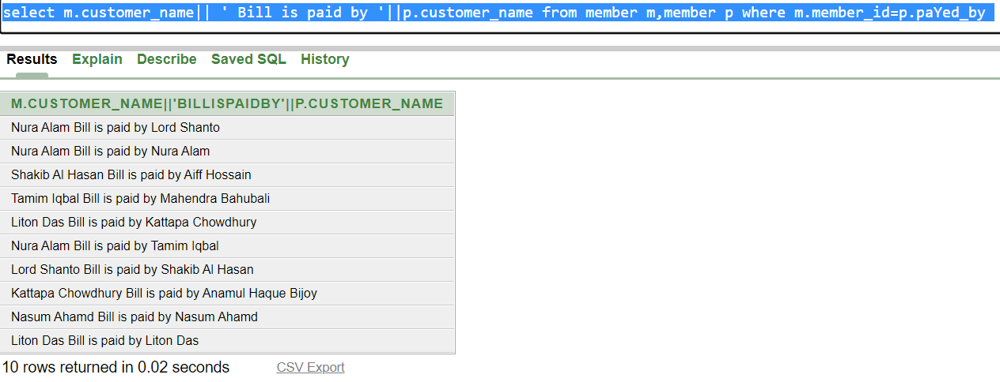 select m.customer_name|| ' Bill is paid by '||p.customer_name from member m,member p where m.member_id=p.paYed_by
Results Explain Describe Saved SQL History
M.CUSTOMER_NAME||'BILLISPAIDBY'||P.CUSTOMER_NAME
Nura Alam Bill is paid by Lord Shanto
Nura Alam Bill is paid by Nura Alam
Shakib Al Hasan Bill is paid by Aiff Hossain
Tamim Iqbal Bill is paid by Mahendra Bahubali
Liton Das Bill is paid by Kattapa Chowdhury
Nura Alam Bill is paid by Tamim Iqbal
Lord Shanto Bill is paid by Shakib Al Hasan
Kattapa Chowdhury Bill is paid by Anamul Haque Bijoy
Nasum Ahamd Bill is paid by Nasum Ahamd
Liton Das Bill is paid by Liton Das
10 rows returned in 0.02 seconds CSV Export